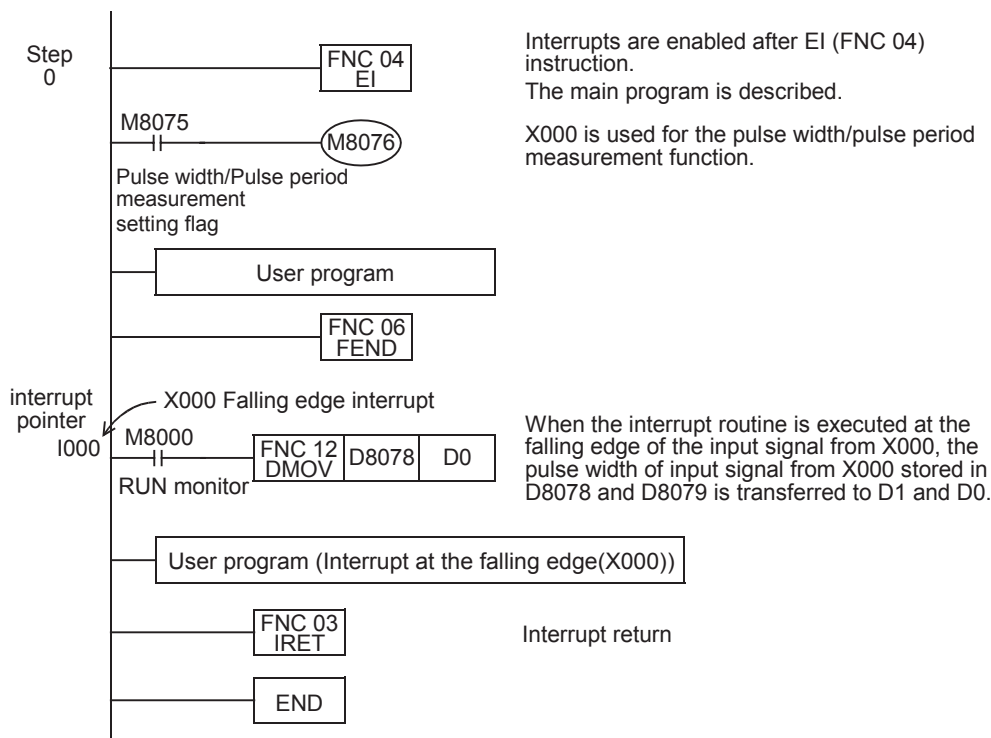 Step
0
FNC 04
EI
Interrupts are enabled after EI (FNC 04)
instruction.
The main program is described.
M8075
M8076
X000 is used for the pulse width/pulse period
measurement function.
Pulse width/Pulse period
measurement
setting flag
User program
FNC 06
FEND
interrupt
pointer
I000
X000 Falling edge interrupt
M8000
RUN monitor
FNC 12
DMOV
D8078
D0
When the interrupt routine is executed at the
falling edge of the input signal from X000, the
pulse width of input signal from X000 stored in
D8078 and D8079 is transferred to D1 and D0.
User program (Interrupt at the falling edge(X000))
FNC 03
IRET
Interrupt return
END